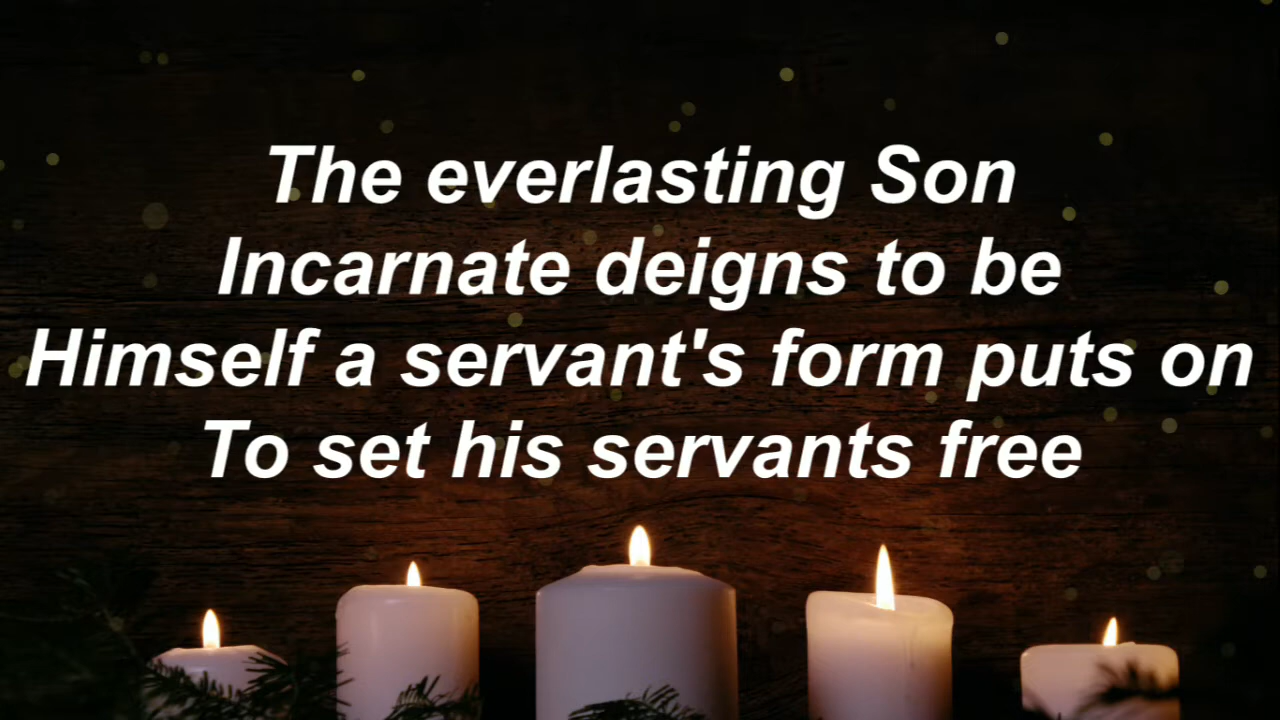 The everlasting Son
Incarnate deigns to be
Himself a servant's form puts on
To set his servants free